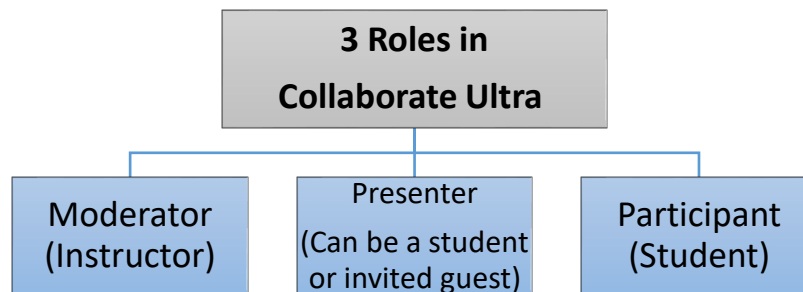 3 Roles in
Collaborate Ultra
Moderator
(Instructor)
Presenter
(Can be a student
or invited guest)
Participant
(Student)